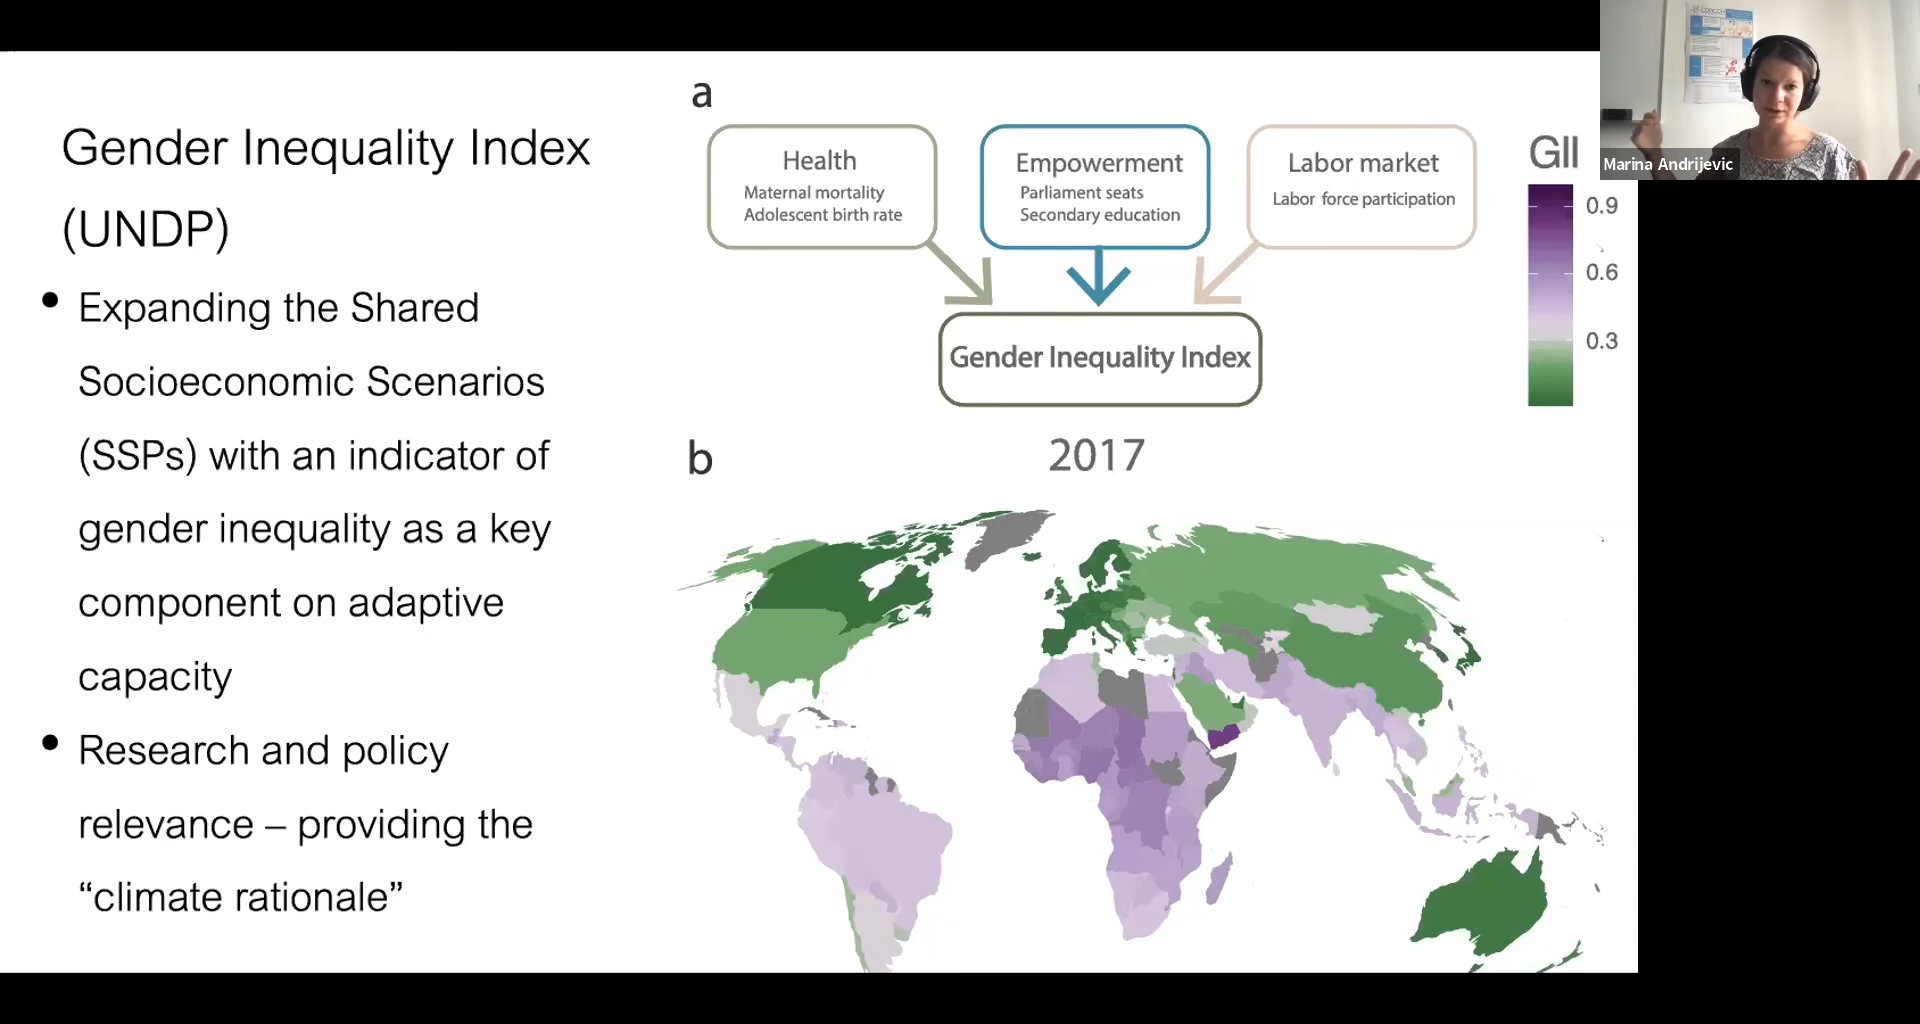 Gender Inequality Index
(UNDP)
• Expanding the Shared
Socioeconomic Scenarios
(SSPs) with an indicator of
gender inequality as a key
component on adaptive
capacity
• Research and policy
relevance – providing the
“climate rationale”
a
Health
Maternal mortality
Adolescent birth rate
Empowerment
Parliament seats
Secondary education
Labor market
Labor force participation
Gender Inequality Index
GII
0.9
0.6
0.3
b
2017
Marina Andrijevic